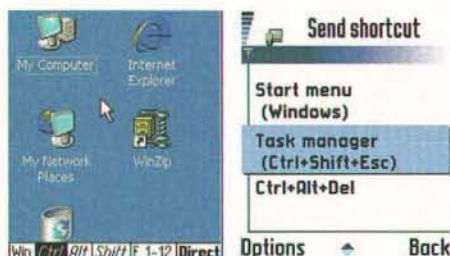 My Computer
Internet
Explorer
My Network
Places
WinZip
Win Ctrl Alt Shift F 1-12 Direct
Send shortcut
Start menu
(Windows)
Task manager
(Ctrl+Shift+Esc)
Ctrl+Alt+Del
Options
Back